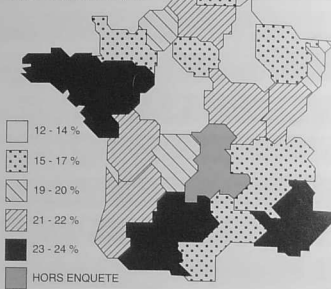 12 - 14 %
15 - 17 %
19 - 20 %
21 - 22 %
23 - 24 %
HORS ENQUETE